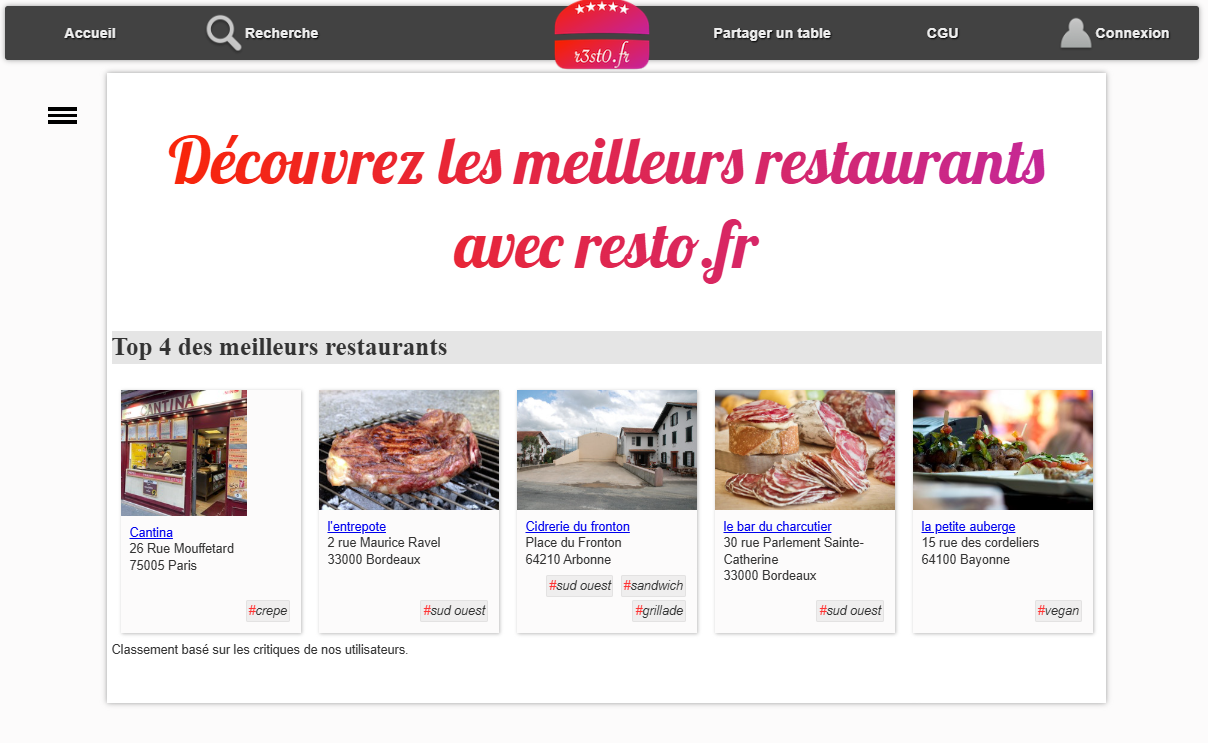 Accueil
Recherche
r3st0.fr
Partager un table
CGU
Connexion
Découvrez les meilleurs restaurants
avec resto.fr
Top 4 des meilleurs restaurants
CANTINA
Cantina
26 Rue Mouffetard
75005 Paris
#crepe
l'entrepote
2 rue Maurice Ravel
33000 Bordeaux
#sud ouest
Cidrerie du fronton
Place du Fronton
64210 Arbonne
#sud ouest #sandwich
#grillade
le bar du charcutier
30 rue Parlement Sainte-
Catherine
33000 Bordeaux
#sud ouest
la petite auberge
15 rue des cordeliers
64100 Bayonne
#vegan
Classement basé sur les critiques de nos utilisateurs.